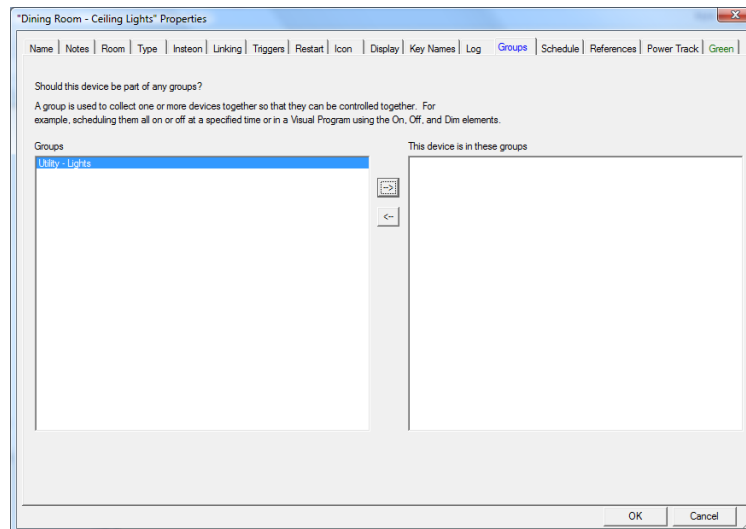 "Dining Room - Ceiling Lights" Properties
Name Notes Room Type Insteon Linking Triggers Restart Icon Display Key Names Log Groups Schedule References Power Track Green
Should this device be part of any groups?
A group is used to collect one or more devices together so that they can be controlled together. For
example, scheduling them all on or off at a specified time or in a Visual Program using the On, Off, and Dim elements.
Groups
This device is in these groups
Utility - Lights
-->
<--
OK Cancel